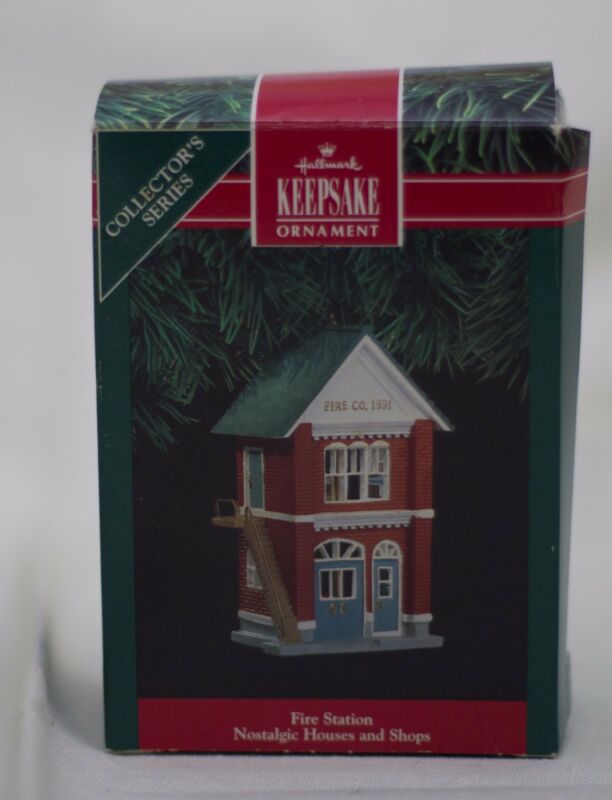 COLLECTOR'S
SERIES
Hallmark
KEEPSAKE
ORNAMENT
FIRE CO. 1991
Fire Station
Nostalgic Houses and Shops